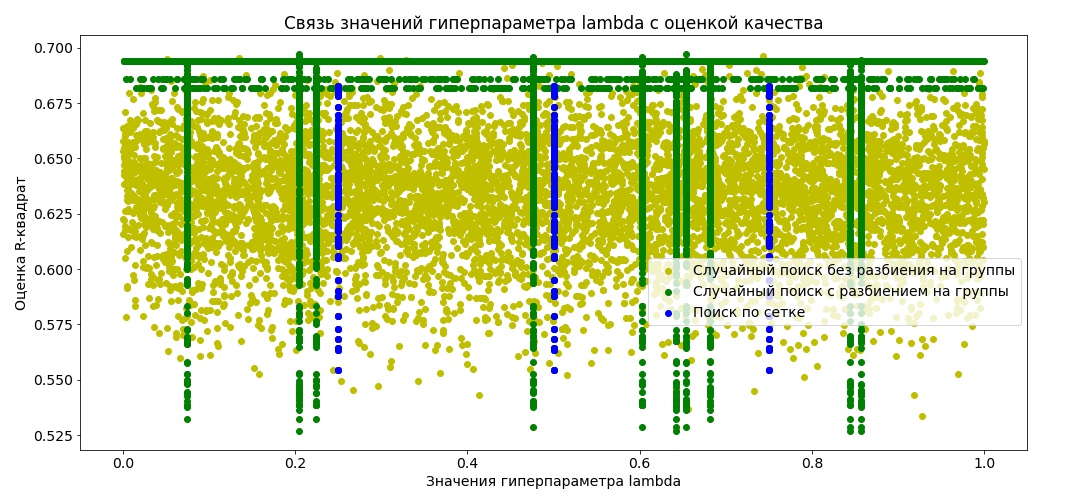 Связь значений гиперпараметра lambda с оценкой качества
Оценка R-квадрат
0.700
0.675
0.650
0.625
0.600
0.575
0.550
0.525
Случайный поиск без разбиения на группы
Случайный поиск с разбиением на группы
Поиск по сетке
0.0 0.2 0.4 0.6 0.8 1.0
Значения гиперпараметра lambda